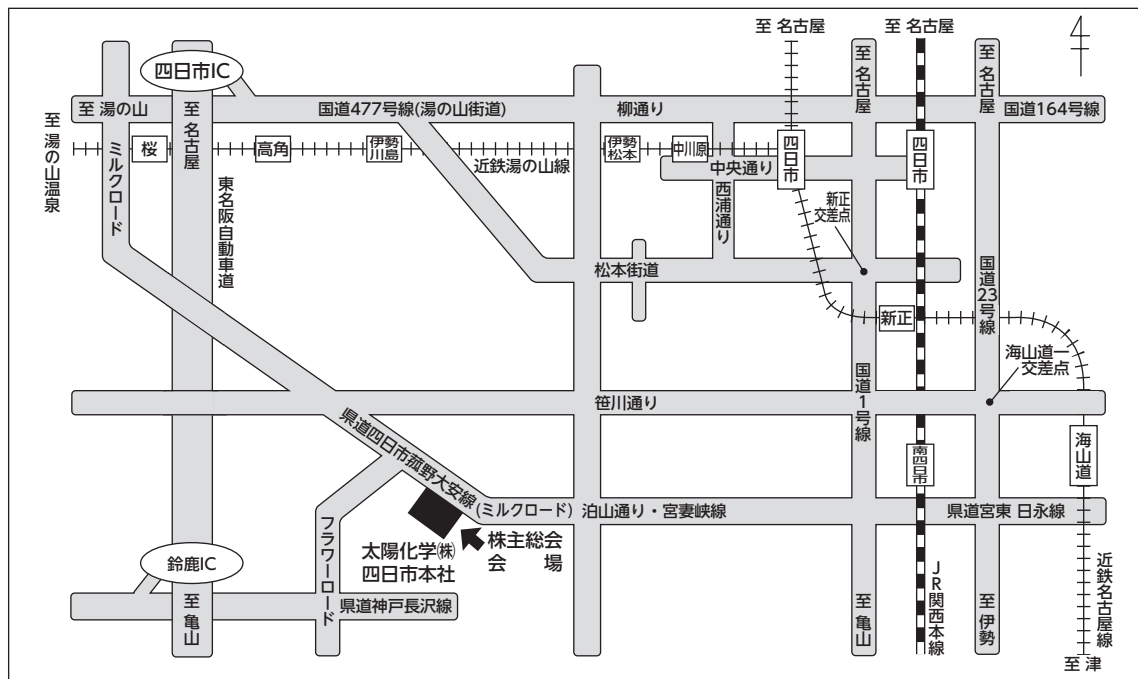 至 名古屋
至 名古屋
四日市IC
至 湯の山
至 名古屋
国道477号線(湯の山街道)
柳通り
至 名古屋
至 名古屋
国道164号線
至 湯の山温泉
ミルクロード
桜
高角
伊勢
川島
近鉄湯の山線
伊勢
松本
中川原
四日市
四日市
中央通り
西浦通り
新正
交差点
東名阪自動車道
松本街道
国道23号線
新正
海山道一
交差点
国道1号線
笹川通り
県道四日市菰野大安線
(ミルクロード)
泊山通り・宮妻峡線
南四日市
海山道
県道宮東 日永線
フラワーロード
太陽化学㈱
四日市本社
株主総会
会場
鈴鹿IC
至 亀山
県道神戸長沢線
至 亀山
JR関西本線
至 伊勢
近鉄名古屋線
至 津